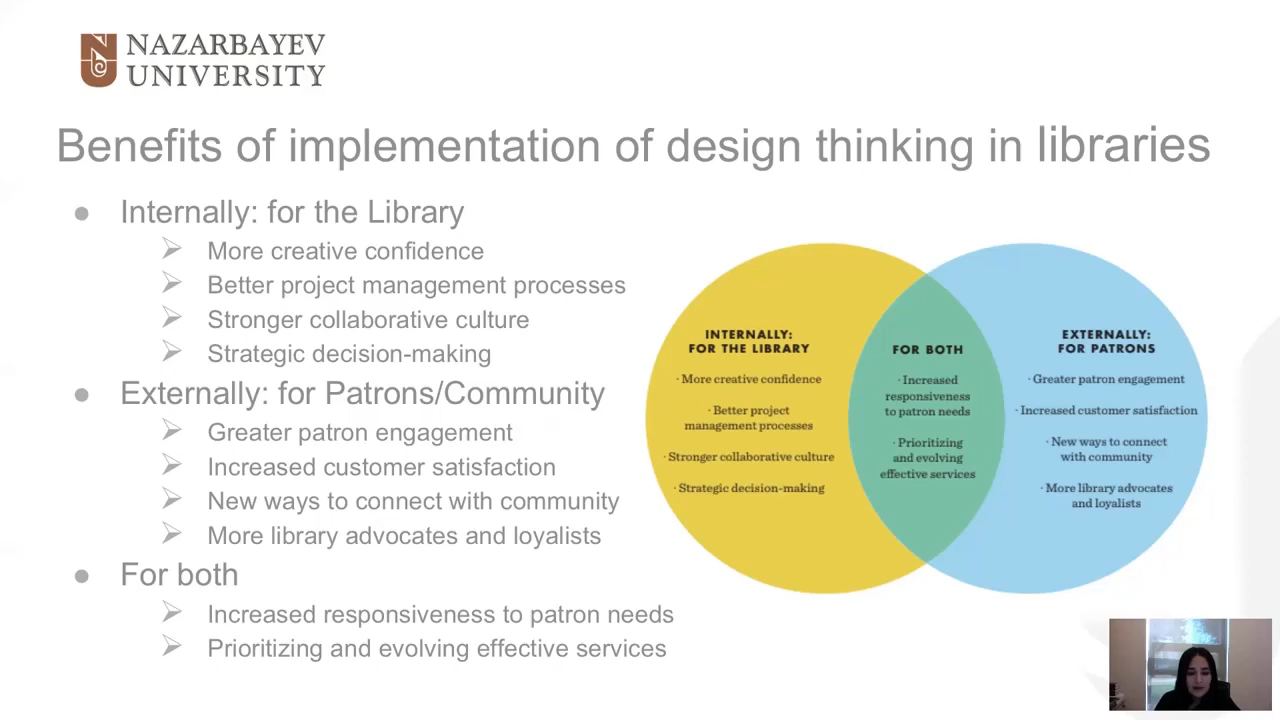 NAZARBAYEV
UNIVERSITY
Benefits of implementation of design thinking in libraries
● Internally: for the Library
➢ More creative confidence
➢ Better project management processes
➢ Stronger collaborative culture
➢ Strategic decision-making
● Externally: for Patrons/Community
➢ Greater patron engagement
➢ Increased customer satisfaction
➢ New ways to connect with community
➢ More library advocates and loyalists
● For both
➢ Increased responsiveness to patron needs
➢ Prioritizing and evolving effective services
INTERNALLY:
FOR THE LIBRARY
· More creative confidence
· Better project
management processes
· Stronger collaborative culture
· Strategic decision-making
FOR BOTH
· Increased
responsiveness
to patron needs
· Prioritizing
and evolving
effective services
EXTERNALLY:
FOR PATRONS
· Greater patron engagement
· Increased customer satisfaction
· New ways to connect
with community
· More library advocates
and loyalists